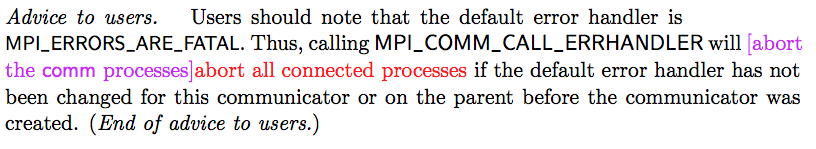 Advice to users. Users should note that the default error handler is
MPI_ERRORS_ARE_FATAL. Thus, calling MPI_COMM_CALL_ERRHANDLER will [abort
the comm processes]abort all connected processes if the default error handler has not
been changed for this communicator or on the parent before the communicator was
created. (End of advice to users.)